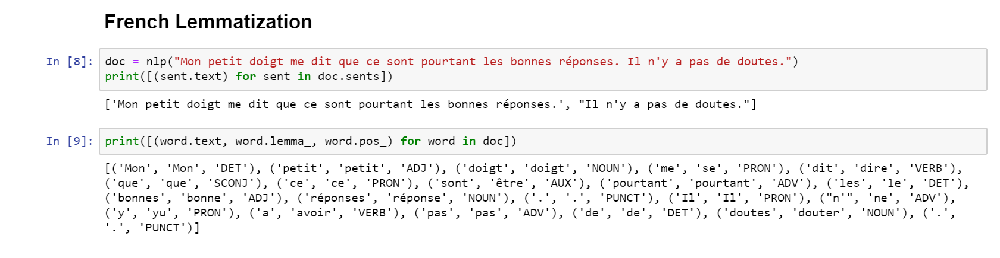 French Lemmatization
In [8]: doc = nlp("Mon petit doigt me dit que ce sont pourtant les bonnes réponses. Il n'y a pas de doutes.")
print([(sent.text) for sent in doc.sents])
['Mon petit doigt me dit que ce sont pourtant les bonnes réponses.', "Il n'y a pas de doutes."]
In [9]: print([(word.text, word.lemma_, word.pos_) for word in doc])
[('Mon', 'Mon', 'DET'), ('petit', 'petit', 'ADJ'), ('doigt', 'doigt', 'NOUN'), ('me', 'se', 'PRON'), ('dit', 'dire', 'VERB'),
('que', 'que', 'SCONJ'), ('ce', 'ce', 'PRON'), ('sont', 'être', 'AUX'), ('pourtant', 'pourtant', 'ADV'), ('les', 'le', 'DET'),
('bonnes', 'bonne', 'ADJ'), ('réponses', 'réponse', 'NOUN'), ('.', '.', 'PUNCT'), ('Il', 'Il', 'PRON'), ("n'", 'ne', 'ADV'),
('y', 'yu', 'PRON'), ('a', 'avoir', 'VERB'), ('pas', 'pas', 'ADV'), ('de', 'de', 'DET'), ('doutes', 'douter', 'NOUN'), ('.',
'.', 'PUNCT')]